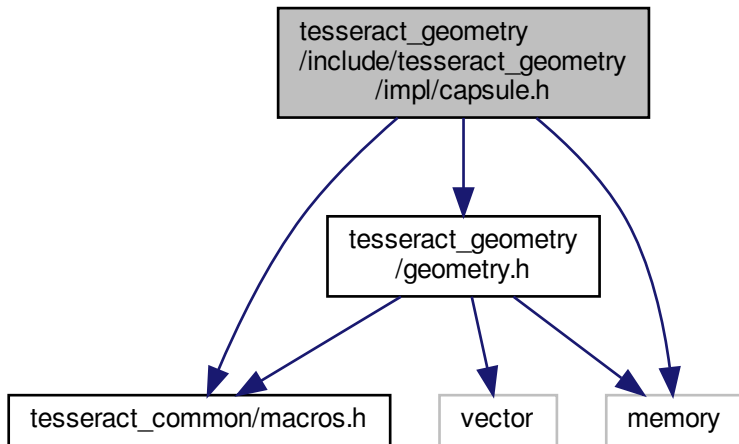 tesseract_geometry
/include/tesseract_geometry
/impl/capsule.h
tesseract_geometry
/geometry.h
tesseract_common/macros.h
vector
memory